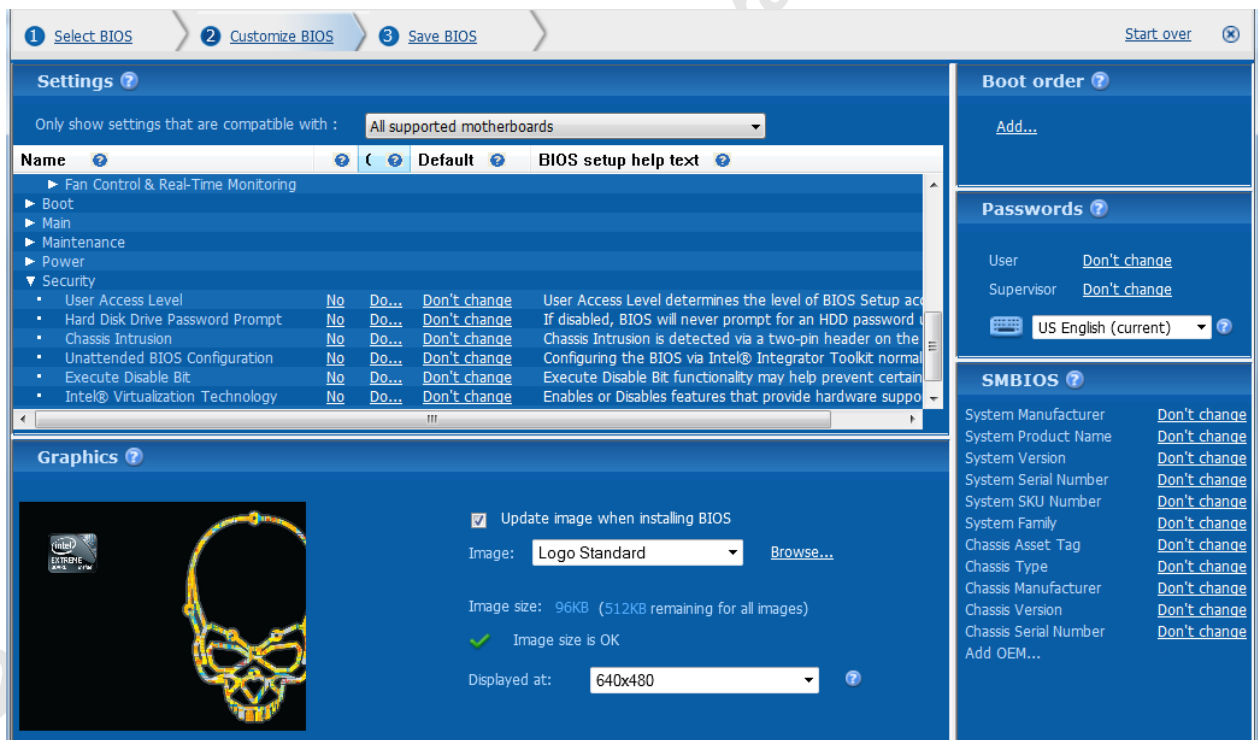 1 Select BIOS
2 Customize BIOS
3 Save BIOS
Start over
Settings ?
Only show settings that are compatible with :
All supported motherboards
Name ? ? ( ? Default ? BIOS setup help text ?
Fan Control & Real-Time Monitoring
Boot
Main
Maintenance
Power
Security
User Access Level No Do... Don't change User Access Level determines the level of BIOS Setup acc
Hard Disk Drive Password Prompt No Do... Don't change If disabled, BIOS will never prompt for an HDD password u
Chassis Intrusion No Do... Don't change Chassis Intrusion is detected via a two-pin header on the
Unattended BIOS Configuration No Do... Don't change Configuring the BIOS via Intel® Integrator Toolkit normal
Execute Disable Bit No Do... Don't change Execute Disable Bit functionality may help prevent certain
Intel® Virtualization Technology No Do... Don't change Enables or Disables features that provide hardware suppo
Graphics ?
intel
EXTREME
Update image when installing BIOS
Image: Logo Standard Browse...
Image size: 96KB (512KB remaining for all images)
Image size is OK
Displayed at: 640x480 ?
Boot order ?
Add...
Passwords ?
User Don't change
Supervisor Don't change
US English (current) ?
SMBIOS ?
System Manufacturer Don't change
System Product Name Don't change
System Version Don't change
System Serial Number Don't change
System SKU Number Don't change
System Family Don't change
Chassis Asset Tag Don't change
Chassis Type Don't change
Chassis Manufacturer Don't change
Chassis Version Don't change
Chassis Serial Number Don't change
Add OEM...